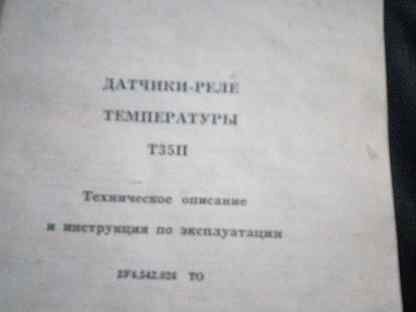 ДАТЧИКИ-РЕЛЕ
ТЕМПЕРАТУРЫ
Т35П
Техническое описание
и инструкция по эксплуатации
ТО